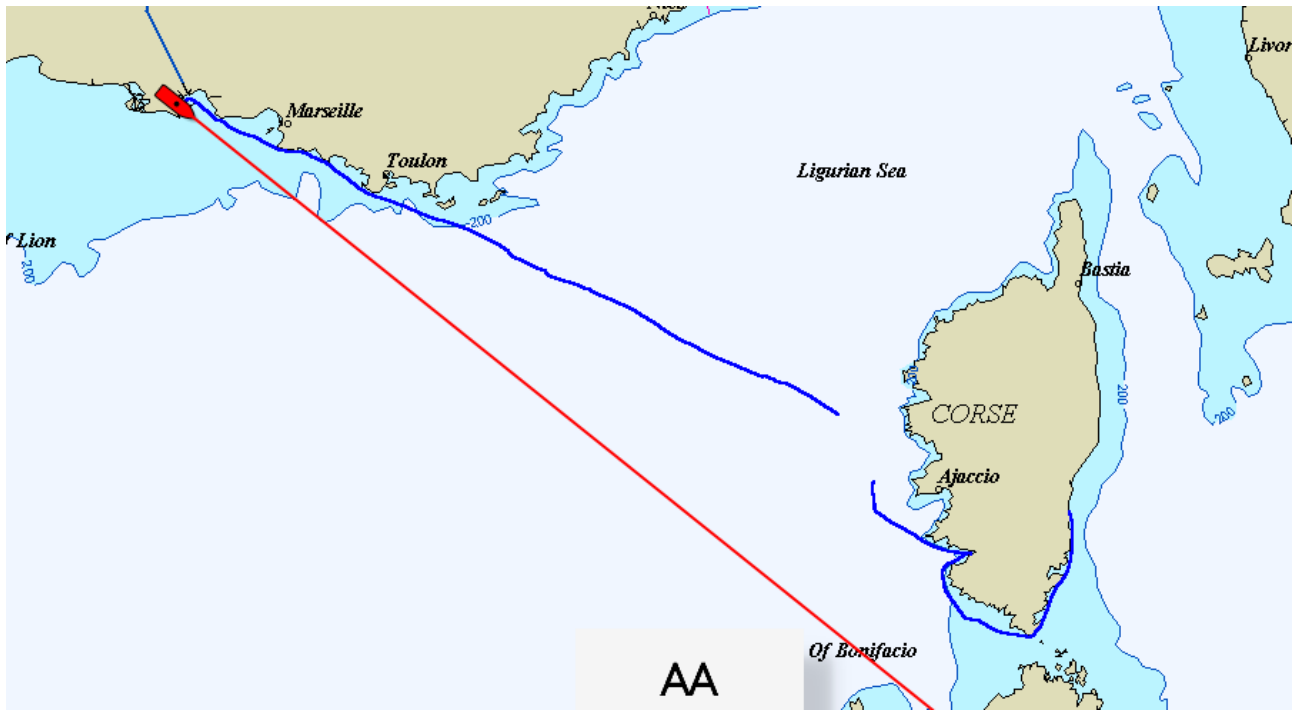 Livor
Marseille
Toulon
Ligurian Sea
200
f Lion
200
Bastia
200
200
CORSE
Ajaccio
Of Bonifacio
AA